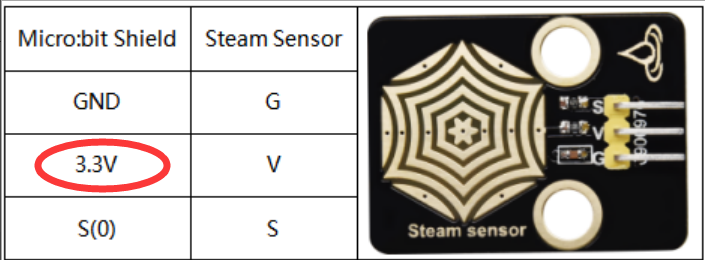 Micro:bit Shield Steam Sensor
GND G
3.3V V
S(0) S
S
V
G
Steam sensor